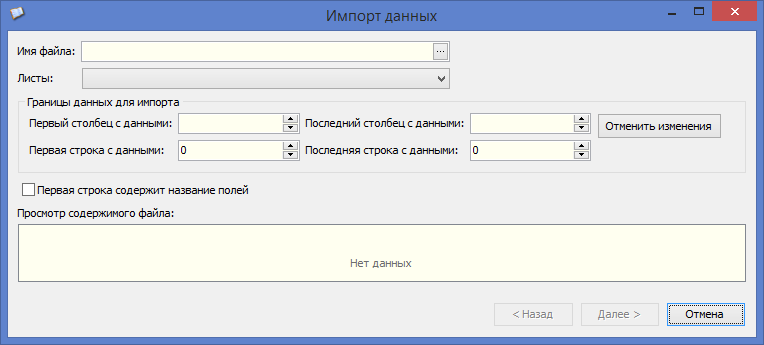 Импорт данных
Имя файла:
...
Листы:
Границы данных для импорта
Первый столбец с данными: Последний столбец с данными: Отменить изменения
Первая строка с данными: 0 Последняя строка с данными: 0
Первая строка содержит название полей
Просмотр содержимого файла:
Нет данных
< Назад Далее > Отмена